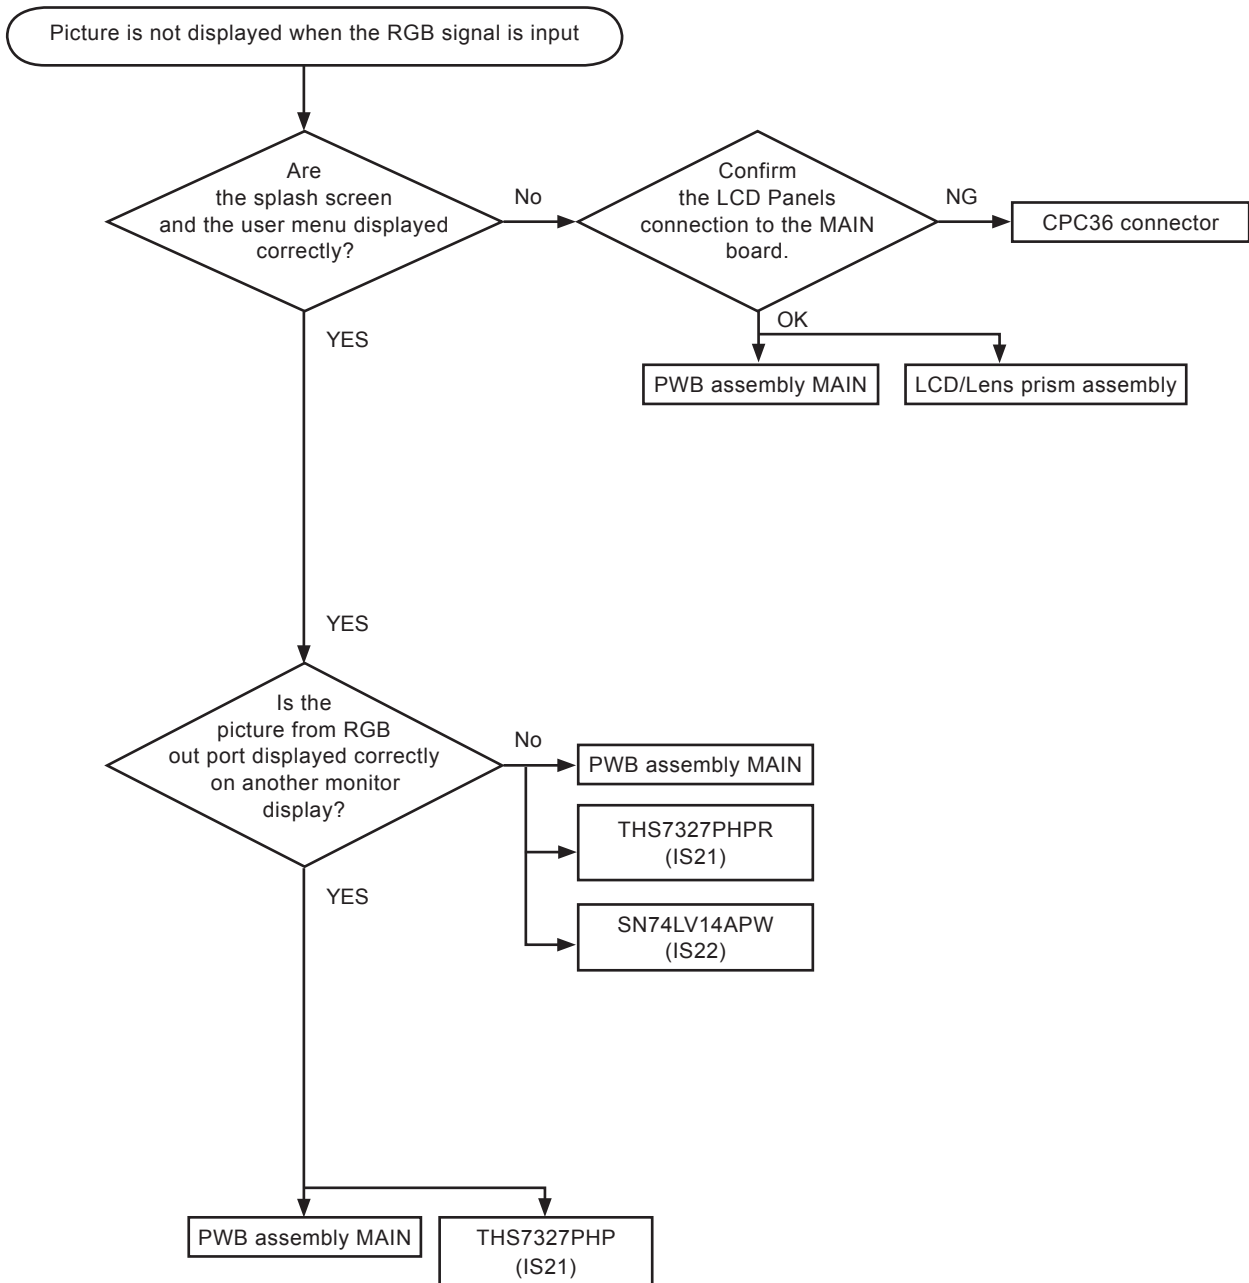 Picture is not displayed when the RGB signal is input
Are
the splash screen
and the user menu displayed
correctly?
No
Confirm
the LCD Panels
connection to the MAIN
board.
NG
CPC36 connector
OK
YES
PWB assembly MAIN
LCD/Lens prism assembly
YES
Is the
picture from RGB
out port displayed correctly
on another monitor
display?
No
PWB assembly MAIN
THS7327PHPR
(IS21)
YES
SN74LV14APW
(IS22)
PWB assembly MAIN
THS7327PHP
(IS21)